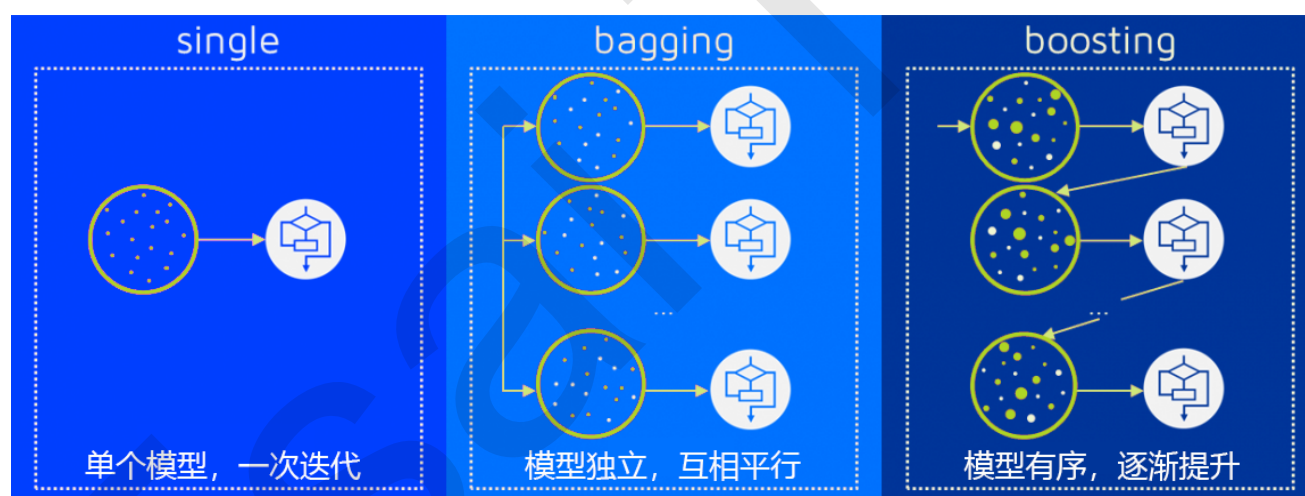 single
bagging
boosting
...
...
单个模型，一次迭代
模型独立，互相平行
模型有序，逐渐提升